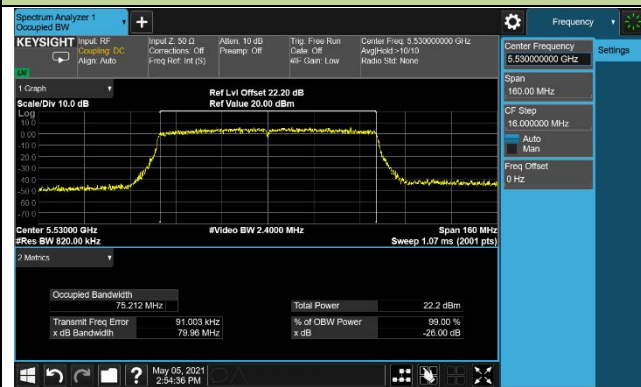 Spectrum Analyzer 1
Occupied BW
Frequency
KEYSIGHT
Input: RF
Coupling: DC
Align: Auto
Input Z: 50 Ω
Corrections: Off
Freq Ref: Int (S)
Atten: 10 dB
Preamp: Off
Trig: Free Run
Gate: Off
#IF Gain: Low
Center Freq: 5.530000000 GHz
Avg|Hold:>10/10
Radio Std: None
Center Frequency
5.530000000 GHz
Settings
Span
160.00 MHz
CF Step
16.000000 MHz
Auto
Man
Freq Offset
0 Hz
1 Graph
Scale/Div 10.0 dB
Ref Lvl Offset 22.20 dB
Ref Value 20.00 dBm
Log
10.0
0.00
-10.0
-20.0
-30.0
-40.0
-50.0
-60.0
-70.0
Center 5.53000 GHz
#Res BW 820.00 kHz
#Video BW 2.4000 MHz
Span 160 MHz
Sweep 1.07 ms (2001 pts)
2 Metrics
Occupied Bandwidth
75.212 MHz
Total Power 22.2 dBm
Transmit Freq Error 91.003 kHz
% of OBW Power 99.00 %
x dB Bandwidth 79.96 MHz
x dB -26.00 dB
May 05, 2021
2:54:36 PM